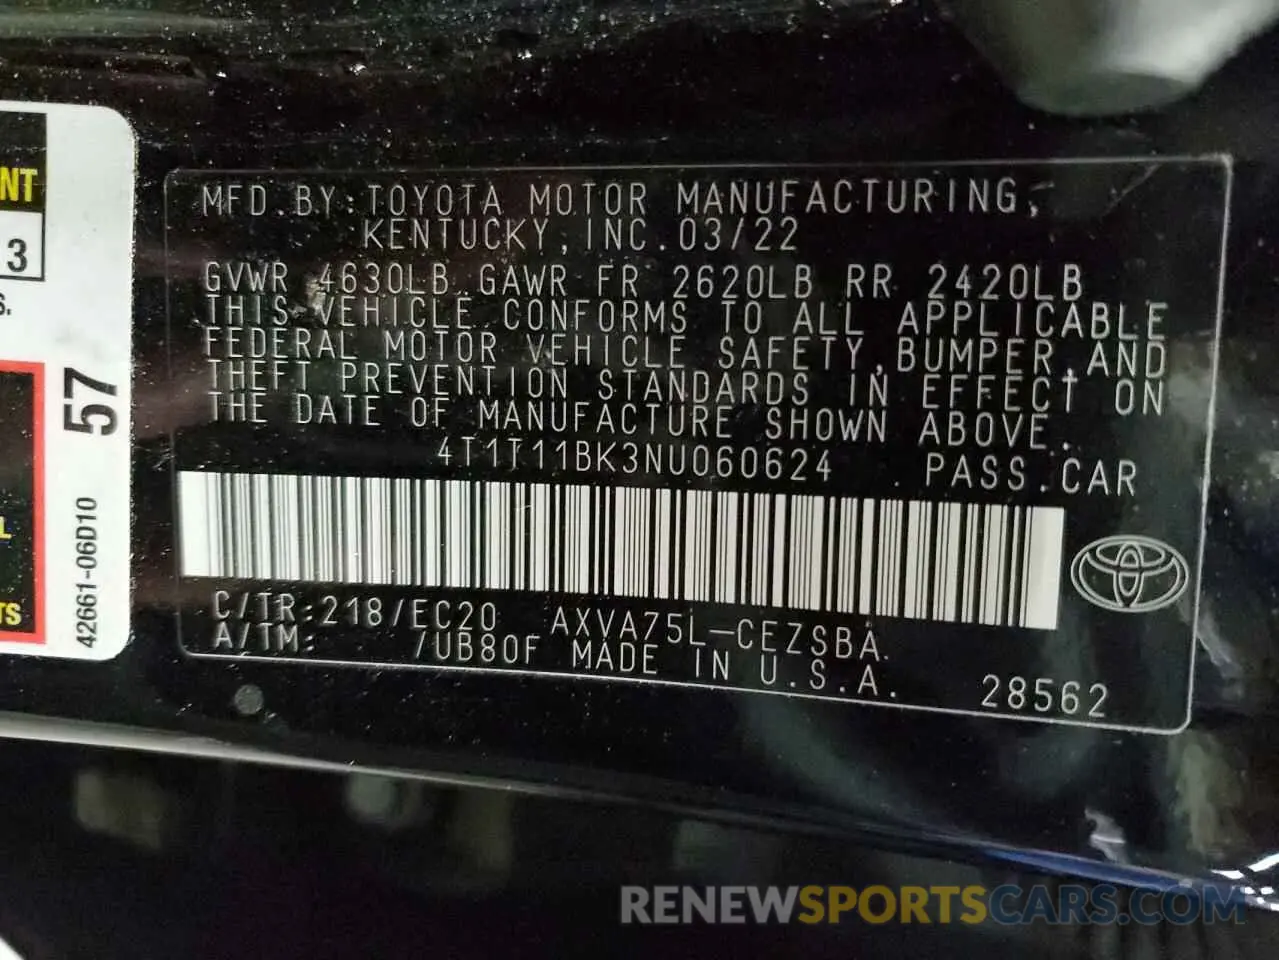 NT
3
S.
57
42661-06D10
L
TS
MFD.BY:TOYOTA MOTOR MANUFACTURING,
KENTUCKY,INC.03/22
GVWR 4630LB GAWR FR 2620LB RR 2420LB
THIS VEHICLE CONFORMS TO ALL APPLICABLE
FEDERAL MOTOR VEHICLE SAFETY,BUMPER,AND
THEFT PREVENTION STANDARDS IN EFFECT ON
THE DATE OF MANUFACTURE SHOWN ABOVE.
4T1T11BK3NU060624 PASS.CAR
C/TR:218/EC20 AXVA75L-CEZSBA
A/TM: /UB80F MADE IN U.S.A.
28562
RENEWSPORTSCARS.COM